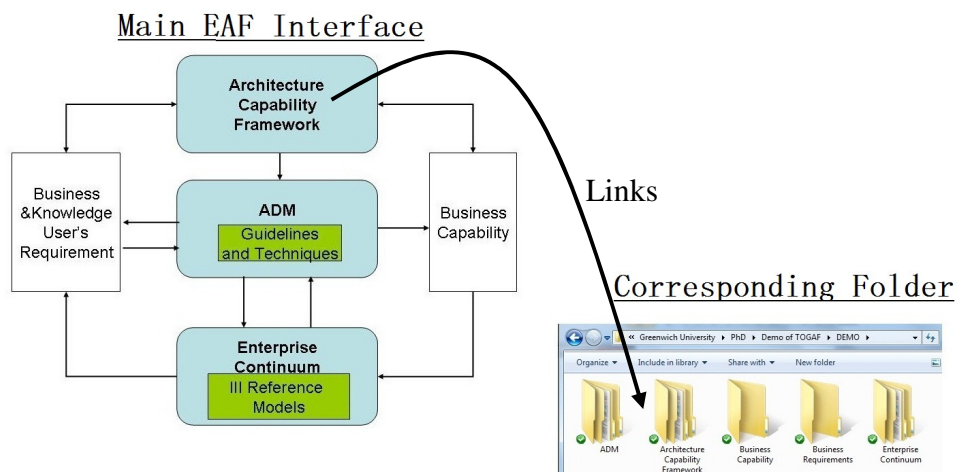 Main EAF Interface
Architecture
Capability
Framework
Business
&Knowledge
User's
Requirement
ADM
Guidelines
and Techniques
Business
Capability
Enterprise
Continuum
III Reference
Models
Links
Corresponding Folder
« Greenwich University ▸ PhD ▸ Demo of TOGAF ▸ DEMO ▸
Organize ▾ Include in library ▾ Share with ▾ New folder
ADM
Architecture
Capability
Framework
Business
Capability
Business
Requirements
Enterprise
Continuum